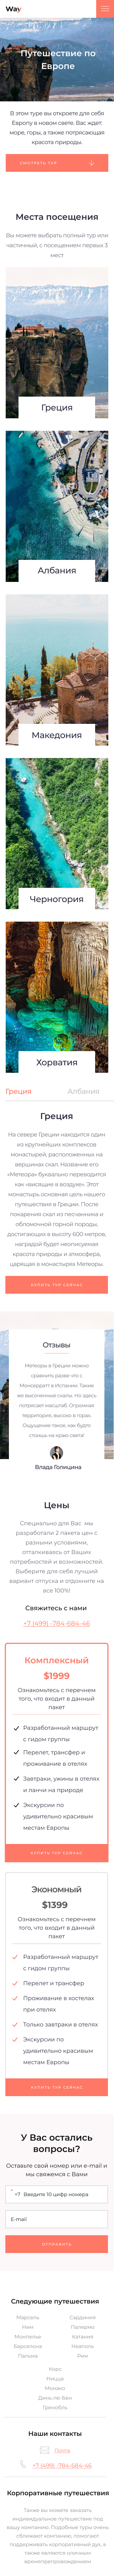 Way
Путешествие по
Европе
В этом туре вы откроете для себя
Европу в новом свете. Вас ждет:
море, горы, а также потрясающая
красота природы.
СМОТРЕТЬ ТУР
Места посещения
Вы можете выбрать полный тур или
частичный, с посещением первых 3
мест
Греция
Албания
Македония
Черногория
Хорватия
Греция Албания
Греция
На севере Греции находится один
из крупнейших комплексов
монастырей, расположенных на
вершинах скал. Название его
«Метеора» буквально переводится
как «висящие в воздухе». Этот
монастырь основная цель нашего
путешествия в Греции. После
покарения скал из песчанника и
обломочной горной породы,
достигающих в высоту 600 метров,
наградой будет неописуемая
красота природы и атмосфера,
царящая в монастырях Метеоры.
КУПИТЬ ТУР СЕЙЧАС
Отзывы
Метеоры в Греции можно
сравнить разве что с
Монсерратт в Испании. Такие
же высоченные скалы. Но здесь
потрясает масштаб. Огромная
территория, высоко в горах.
Ощущение такое, как будто
стоишь на краю света!
Влада Голицина
Цены
Специально для Вас мы
разработали 2 пакета цен с
разными условиями,
отталкиваясь от Ваших
потребностей и возможностей.
Выберите для себя лучший
вариант отпуска и отдохните на
все 100%!
Свяжитесь с нами
+7 (499) -784-684-46
Комплексный
$1999
Ознакомьтесь с перечнем
того, что входит в данный
пакет
Разработанный маршрут
с гидом группы
Перелет, трансфер и
проживание в отелях
Завтраки, ужины в отелях
и ланчи на природе
Экскурсии по
удивительно красивым
местам Европы
КУПИТЬ ТУР СЕЙЧАС
Экономный
$1399
Ознакомьтесь с перечнем
того, что входит в данный
пакет
Разработанный маршрут
с гидом группы
Перелет и трансфер
Проживание в хостелах
при отелях
Только завтраки в отелях
Экскурсии по
удивительно красивым
местам Европы
КУПИТЬ ТУР СЕЙЧАС
У Вас остались
вопросы?
Оставьте свой номер или e-mail и
мы свяжемся с Вами
+7 Введите 10 цифр номера
E-mail
ОТПРАВИТЬ
Следующие путешествия
Марсель Сардиния
Ним Палермо
Монпелье Катания
Барселона Неаполь
Пальма Рим
Корс
Ницца
Монако
Динь-ле-Бен
Гренобль
Наши контакты
Почта
+7 (499) -784-684-46
Корпоративные путешествия
Также вы можете заказать
индивидуальное путешествие под
вашу компанию. Подобные туры очень
сближают компанию, помогают
поддерживать корпоративный дух, а
также являются сионими
времяпрепровождением